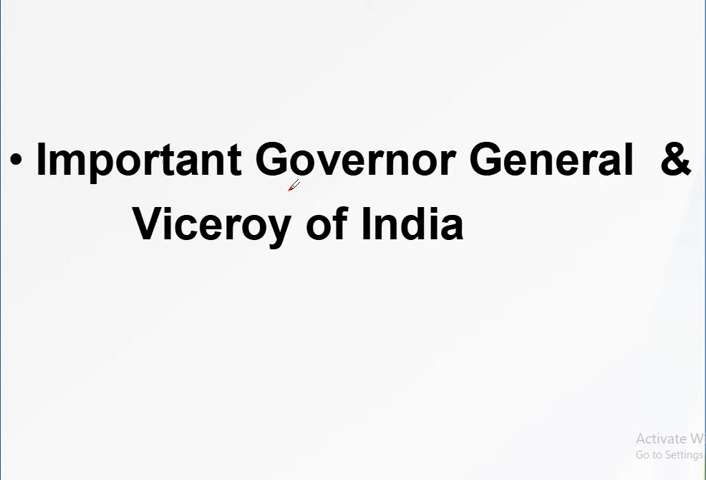 • Important Governor General &
Viceroy of India
Activate W
Go to Settings